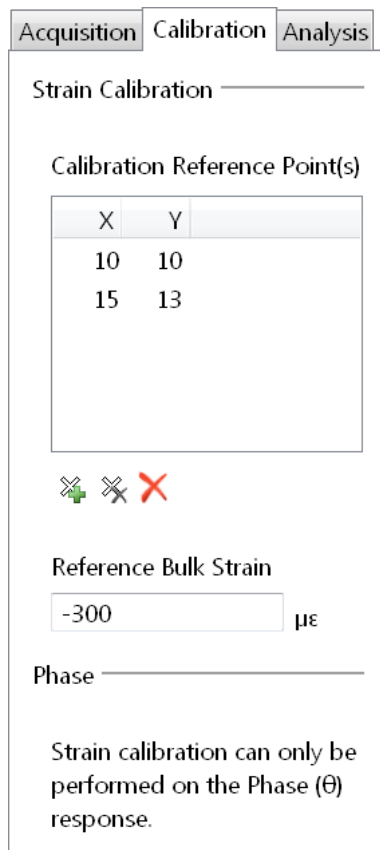 Acquisition Calibration Analysis
Strain Calibration
Calibration Reference Point(s)
X Y
10 10
15 13
Reference Bulk Strain
-300 με
Phase
Strain calibration can only be
performed on the Phase (θ)
response.